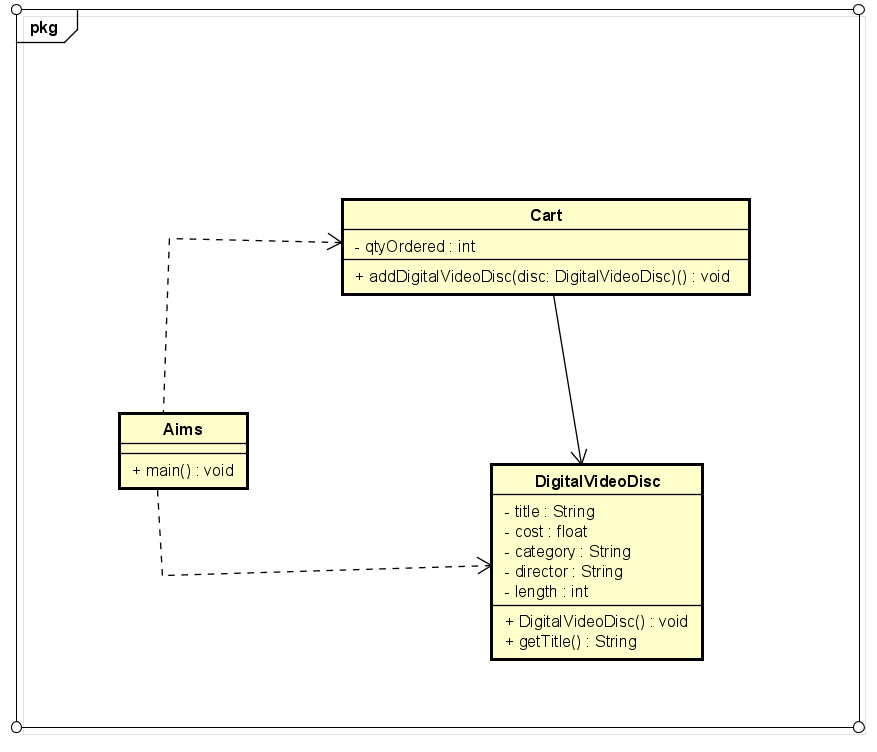 pkg
Cart
- qtyOrdered : int
+ addDigitalVideoDisc(disc: DigitalVideoDisc)() : void
Aims
+ main() : void
DigitalVideoDisc
- title : String
- cost : float
- category : String
- director : String
- length : int
+ DigitalVideoDisc() : void
+ getTitle() : String